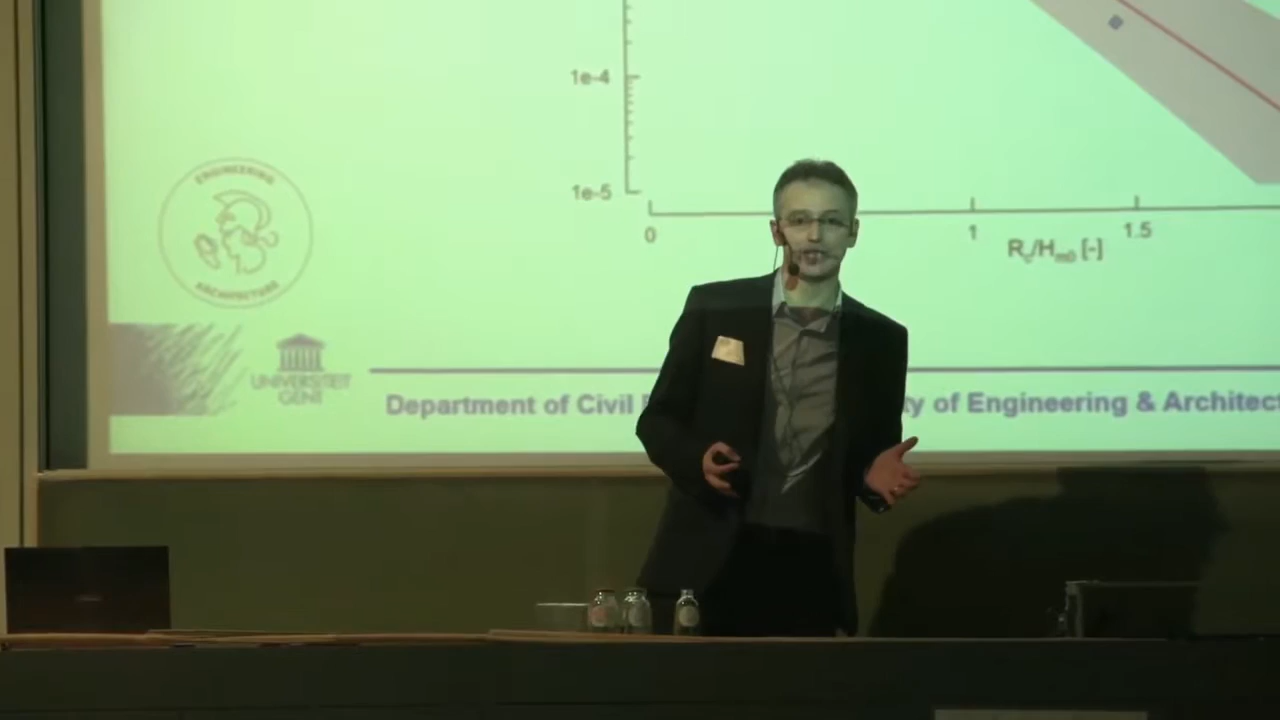 1e-4
1e-5
0
1
1.5
Rc/Hm0 [-]
ENGINEERING
ARCHITECTURE
UNIVERSITEIT
GENT
Department of Civil
ty of Engineering & Architect